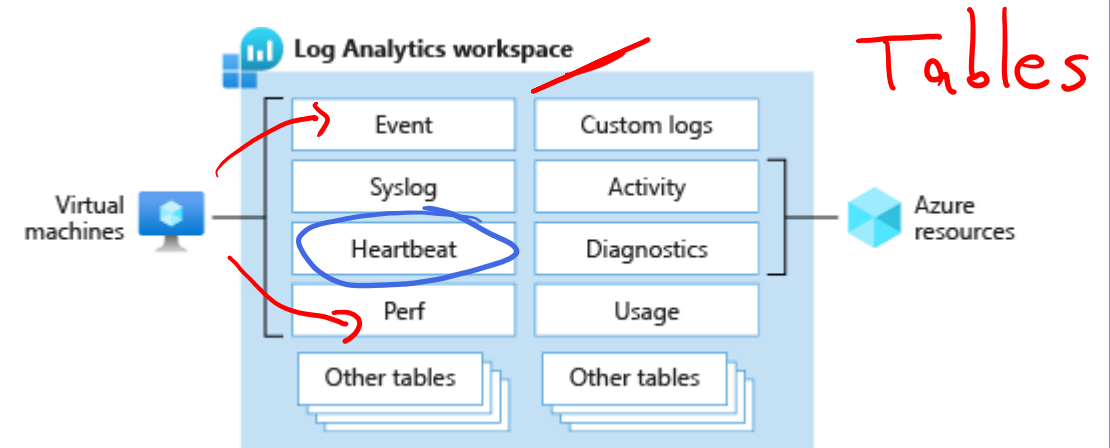 Log Analytics workspace
Tables
Event
Custom logs
Syslog
Activity
Virtual
machines
Heartbeat
Diagnostics
Azure
resources
Perf
Usage
Other tables
Other tables